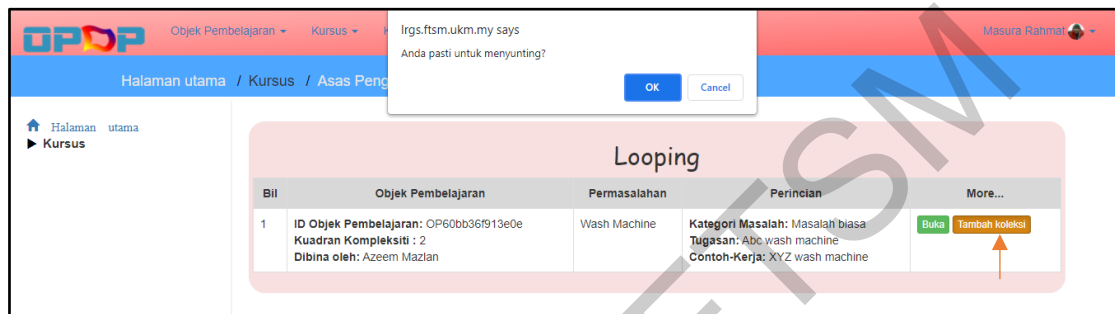 OPOP
Objek Pembelajaran Kursus Masura Rahmat
lrgs.ftsm.ukm.my says
Anda pasti untuk menyunting?
OK Cancel
Halaman utama / Kursus / Asas Peng
Halaman utama
Kursus
Looping
Bil Objek Pembelajaran Permasalahan Perincian More...
1 ID Objek Pembelajaran: OP60bb36f913e0e Wash Machine Kategori Masalah: Masalah biasa Buka Tambah koleksi
Kuadran Kompleksiti : 2 Tugasan: Abc wash machine
Dibina oleh: Azeem Mazlan Contoh-Kerja: XYZ wash machine
FTSM